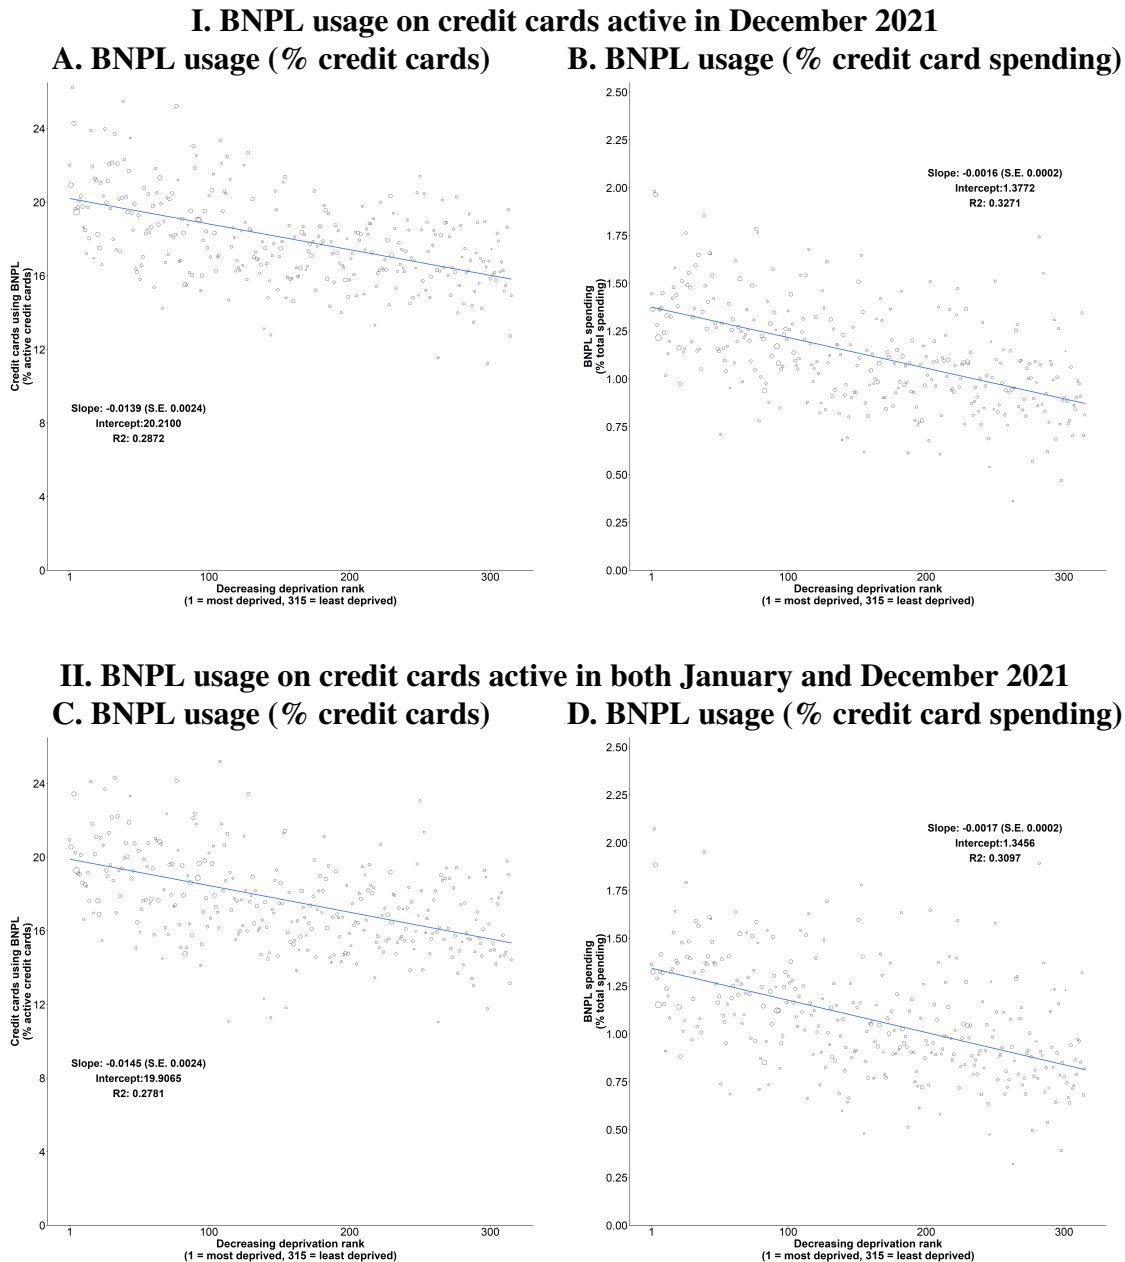 I. BNPL usage on credit cards active in December 2021
A. BNPL usage (% credit cards)
24
20
16
12
8
4
0
Credit cards using BNPL
(% active credit cards)
Slope: -0.0139 (S.E. 0.0024)
Intercept:20.2100
R2: 0.2872
1
100
200
300
Decreasing deprivation rank
(1 = most deprived, 315 = least deprived)
B. BNPL usage (% credit card spending)
2.50
2.25
2.00
1.75
1.50
1.25
1.00
0.75
0.50
0.25
0.00
BNPL spending
(% total spending)
Slope: -0.0016 (S.E. 0.0002)
Intercept:1.3772
R2: 0.3271
1
100
200
300
Decreasing deprivation rank
(1 = most deprived, 315 = least deprived)
II. BNPL usage on credit cards active in both January and December 2021
C. BNPL usage (% credit cards)
24
20
16
12
8
4
0
Credit cards using BNPL
(% active credit cards)
Slope: -0.0145 (S.E. 0.0024)
Intercept:19.9065
R2: 0.2781
1
100
200
300
Decreasing deprivation rank
(1 = most deprived, 315 = least deprived)
D. BNPL usage (% credit card spending)
2.50
2.25
2.00
1.75
1.50
1.25
1.00
0.75
0.50
0.25
0.00
BNPL spending
(% total spending)
Slope: -0.0017 (S.E. 0.0002)
Intercept:1.3456
R2: 0.3097
1
100
200
300
Decreasing deprivation rank
(1 = most deprived, 315 = least deprived)